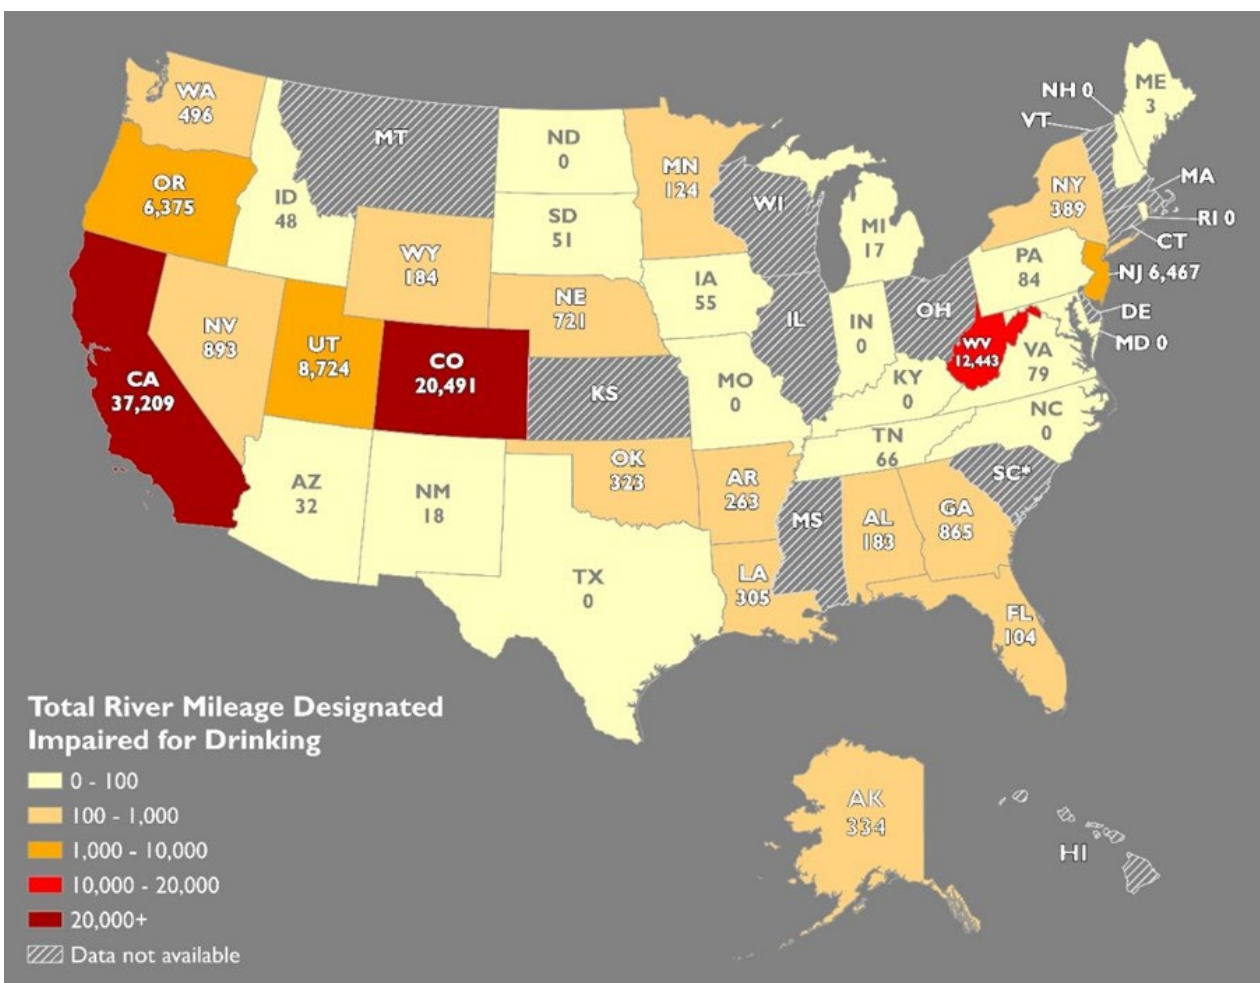 WA
496
MT
ND
0
MN
124
ME
3
NH 0
VT
OR
6,375
ID
48
SD
51
WI
MI
17
NY
389
MA
RI 0
CT
WY
184
IA
55
PA
84
NJ 6,467
NE
721
IL
IN
0
OH
DE
MD 0
NV
893
UT
8,724
CO
20,491
WV
12,443
VA
79
CA
37,209
KS
MO
0
KY
0
NC
0
AZ
32
NM
18
OK
323
AR
263
TN
66
SC*
MS
AL
183
GA
865
TX
0
LA
305
FL
104
Total River Mileage Designated
Impaired for Drinking
0 - 100
100 - 1,000
1,000 - 10,000
10,000 - 20,000
20,000+
Data not available
AK
334
HI